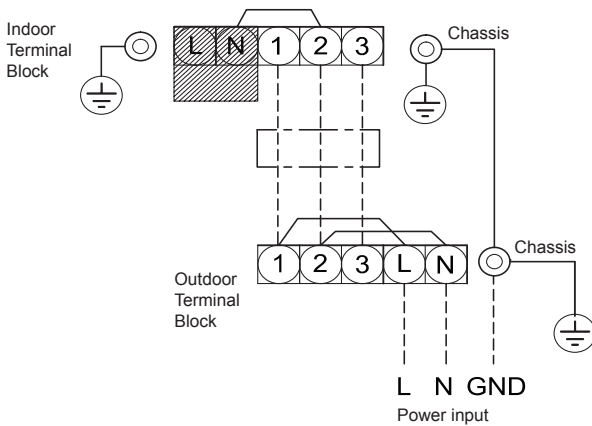 Indoor
Terminal
Block
L N 1 2 3
Chassis
1 2 3 L N
Chassis
Outdoor
Terminal
Block
L N GND
Power input